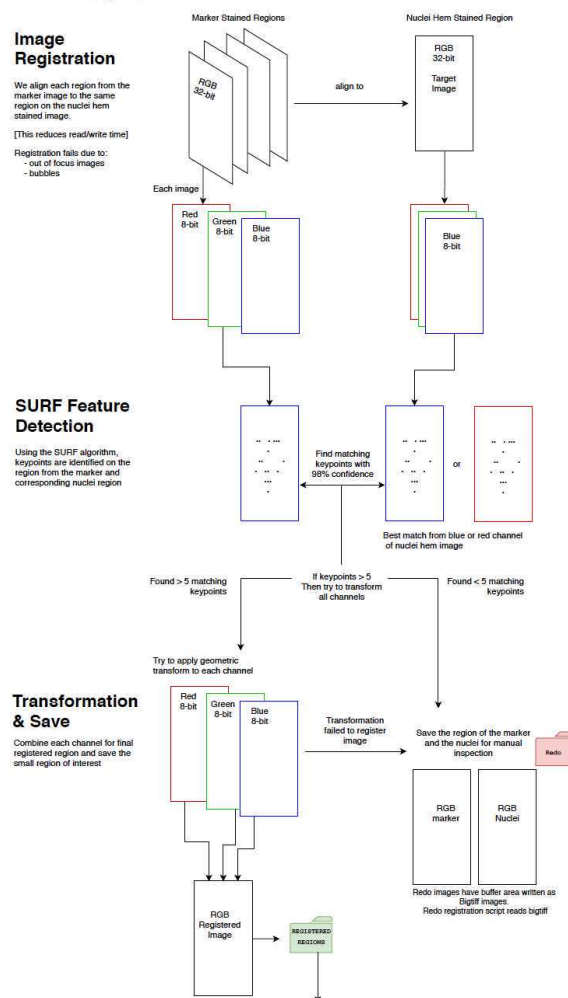 Marker Stained Regions
Nuclei Hem Stained Region
Image
Registration
We align each region from the
marker image to the same
region on the nuclei hem
stained image.
[This reduces read/write time]
Registration fails due to:
- out of focus images
- bubbles
RGB
32-bit
align to
RGB
32-bit
Target
Image
Each image
Red
8-bit
Green
8-bit
Blue
8-bit
Blue
8-bit
SURF Feature
Detection
Using the SURF algorithm,
keypoints are identified on the
region from the marker and
corresponding nuclei region
Find matching
keypoints with
98% confidence
or
Best match from blue or red channel
of nuclei hem image
Found > 5 matching
keypoints
If keypoints > 5
Then try to transform
all channels
Found < 5 matching
keypoints
Try to apply geometric
transform to each channel
Transformation
& Save
Combine each channel for final
registered region and save the
small region of interest
Red
8-bit
Green
8-bit
Blue
8-bit
Transformation
failed to register
image
Save the region of the marker
and the nuclei for manual
inspection
Redo
RGB
marker
RGB
Nuclei
Redo images have buffer area written as
Bigtiff images.
Redo registration script reads bigtiff
RGB
Registered
Image
REGISTERED
REGIONS